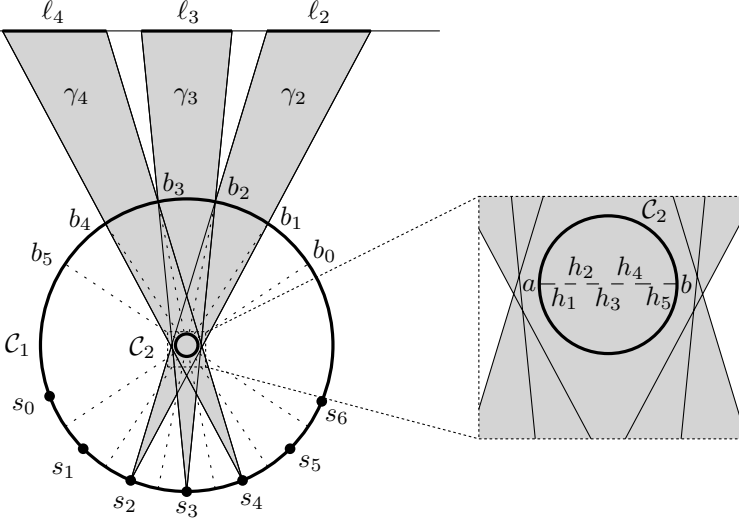 ℓ₄ ℓ₃ ℓ₂
γ₄ γ₃ γ₂
b₃ b₂
b₄ b₁
b₅ b₀
𝒞₁ 𝒞₂
s₀ s₆
s₁ s₅
s₂ s₃ s₄
𝒞₂
a h₂ h₄ b
h₁ h₃ h₅